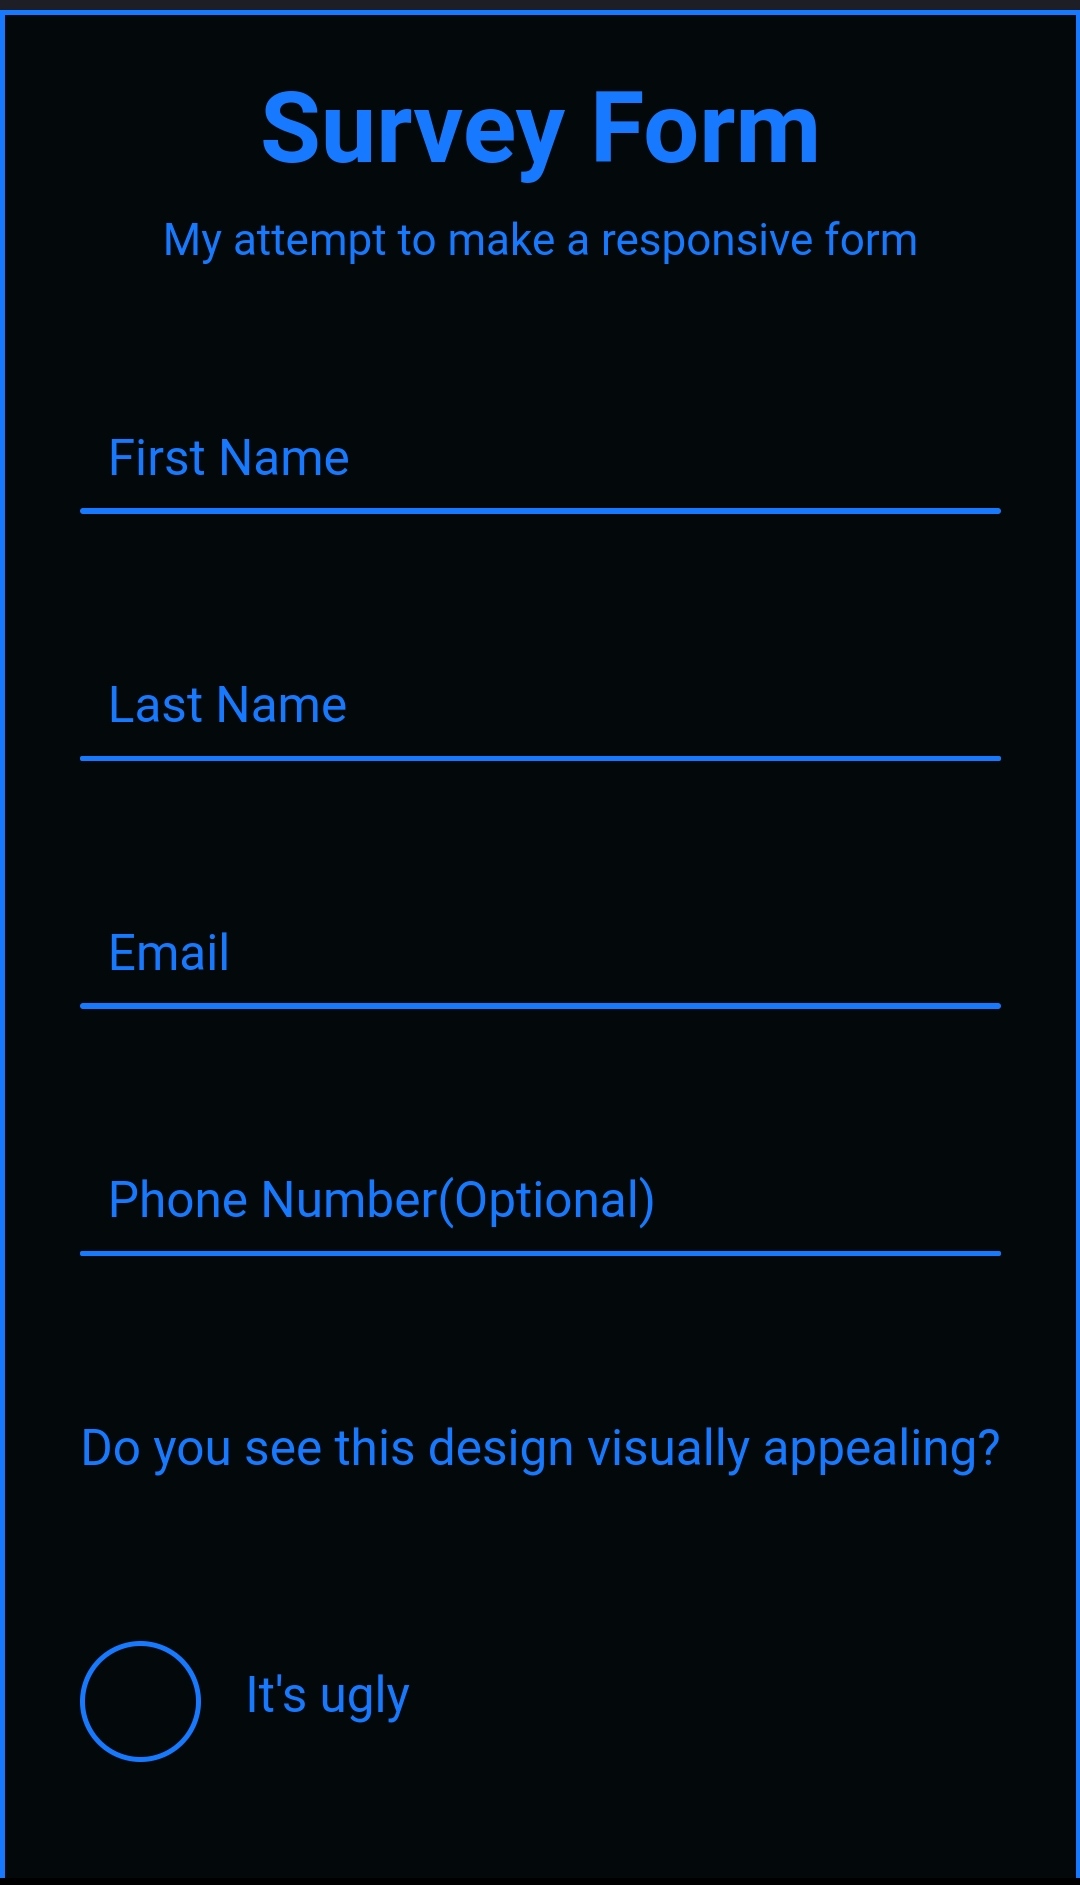 Survey Form
My attempt to make a responsive form
First Name
Last Name
Email
Phone Number(Optional)
Do you see this design visually appealing?
It's ugly